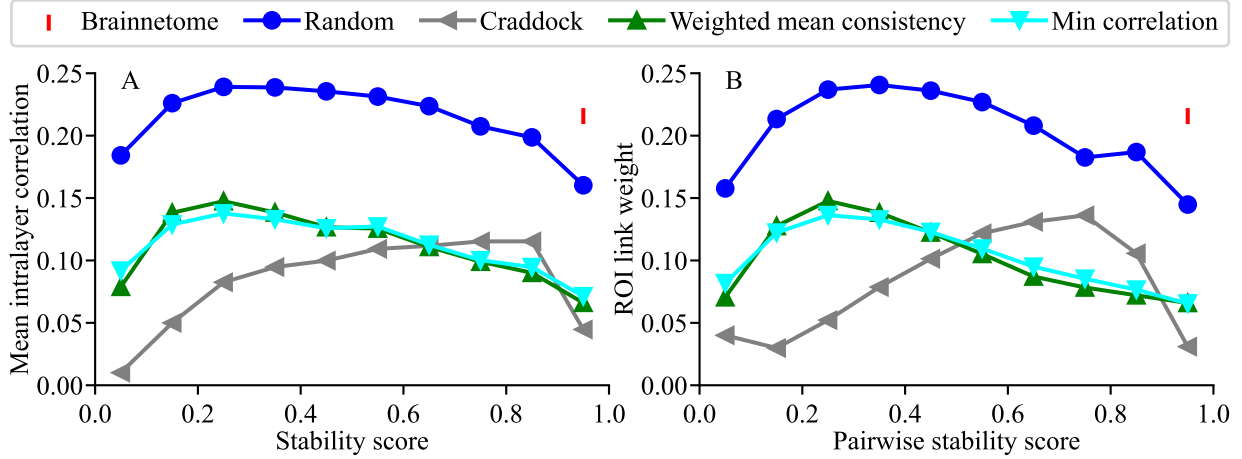 Brainnetome Random Craddock Weighted mean consistency Min correlation
A
Mean intralayer correlation
0.25
0.20
0.15
0.10
0.05
0.00
0.0 0.2 0.4 0.6 0.8 1.0
Stability score
B
ROI link weight
0.25
0.20
0.15
0.10
0.05
0.00
0.0 0.2 0.4 0.6 0.8 1.0
Pairwise stability score